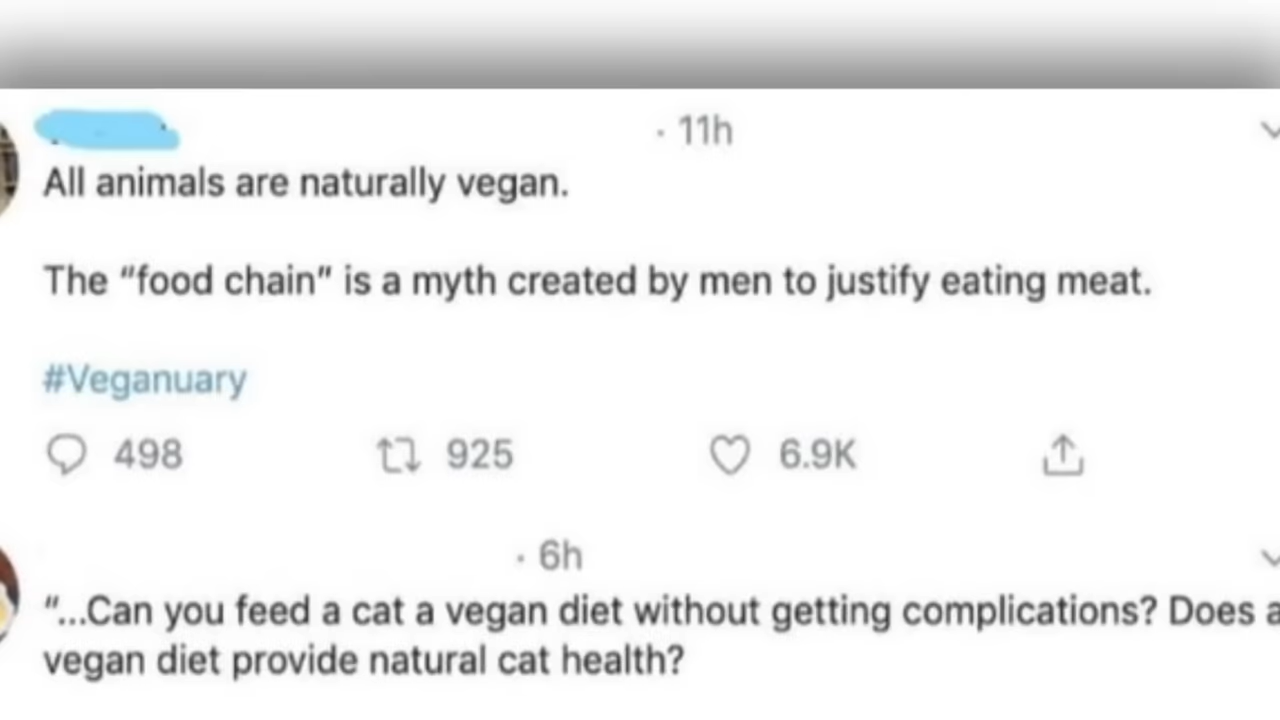 · 11h
All animals are naturally vegan.
The “food chain” is a myth created by men to justify eating meat.
#Veganuary
498 925 6.9K
· 6h
“...Can you feed a cat a vegan diet without getting complications? Does a
vegan diet provide natural cat health?